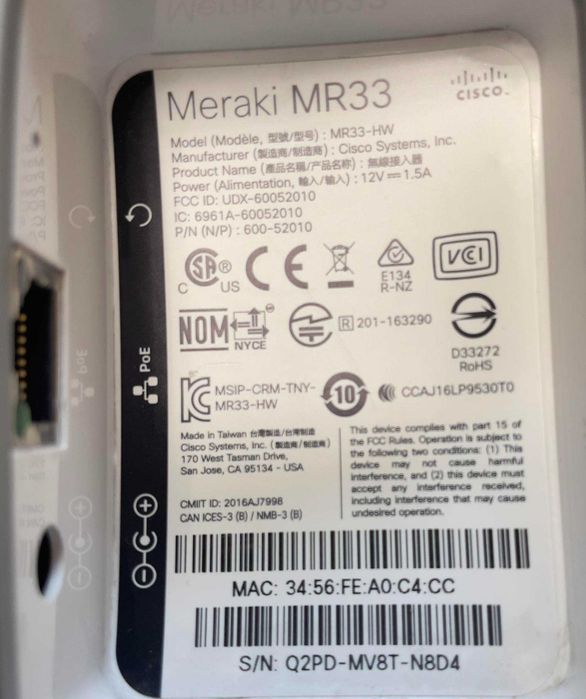 Meraki MR33
CISCO
Model (Modèle, 型號/型号) : MR33-HW
Manufacturer (製造商/制造商) : Cisco Systems, Inc.
Product Name (產品名稱/产品名称) : 無線接入器
Power (Alimentation, 輸入/输入) : 12V⎓1.5A
FCC ID: UDX-60052010
IC: 6961A-60052010
P/N (N/P) : 600-52010
C SA ® C US
CE
E134
R-NZ
VCI
NOM
NYCE
R 201-163290
D33272
RoHS
MSIP-CRM-TNY-
MR33-HW
10
CCAJ16LP9530T0
PoE
Made in Taiwan 台灣製造/台湾制造
Cisco Systems, Inc. (製造商/制造商)
170 West Tasman Drive,
San Jose, CA 95134 - USA
CMIIT ID: 2016AJ7998
CAN ICES-3 (B) / NMB-3 (B)
This device complies with part 15 of
the FCC Rules. Operation is subject to
the following two conditions: (1) This
device may not cause harmful
interference, and (2) this device must
accept any interference received,
including interference that may cause
undesired operation.
MAC: 34:56:FE:A0:C4:CC
S/N: Q2PD-MV8T-N8D4